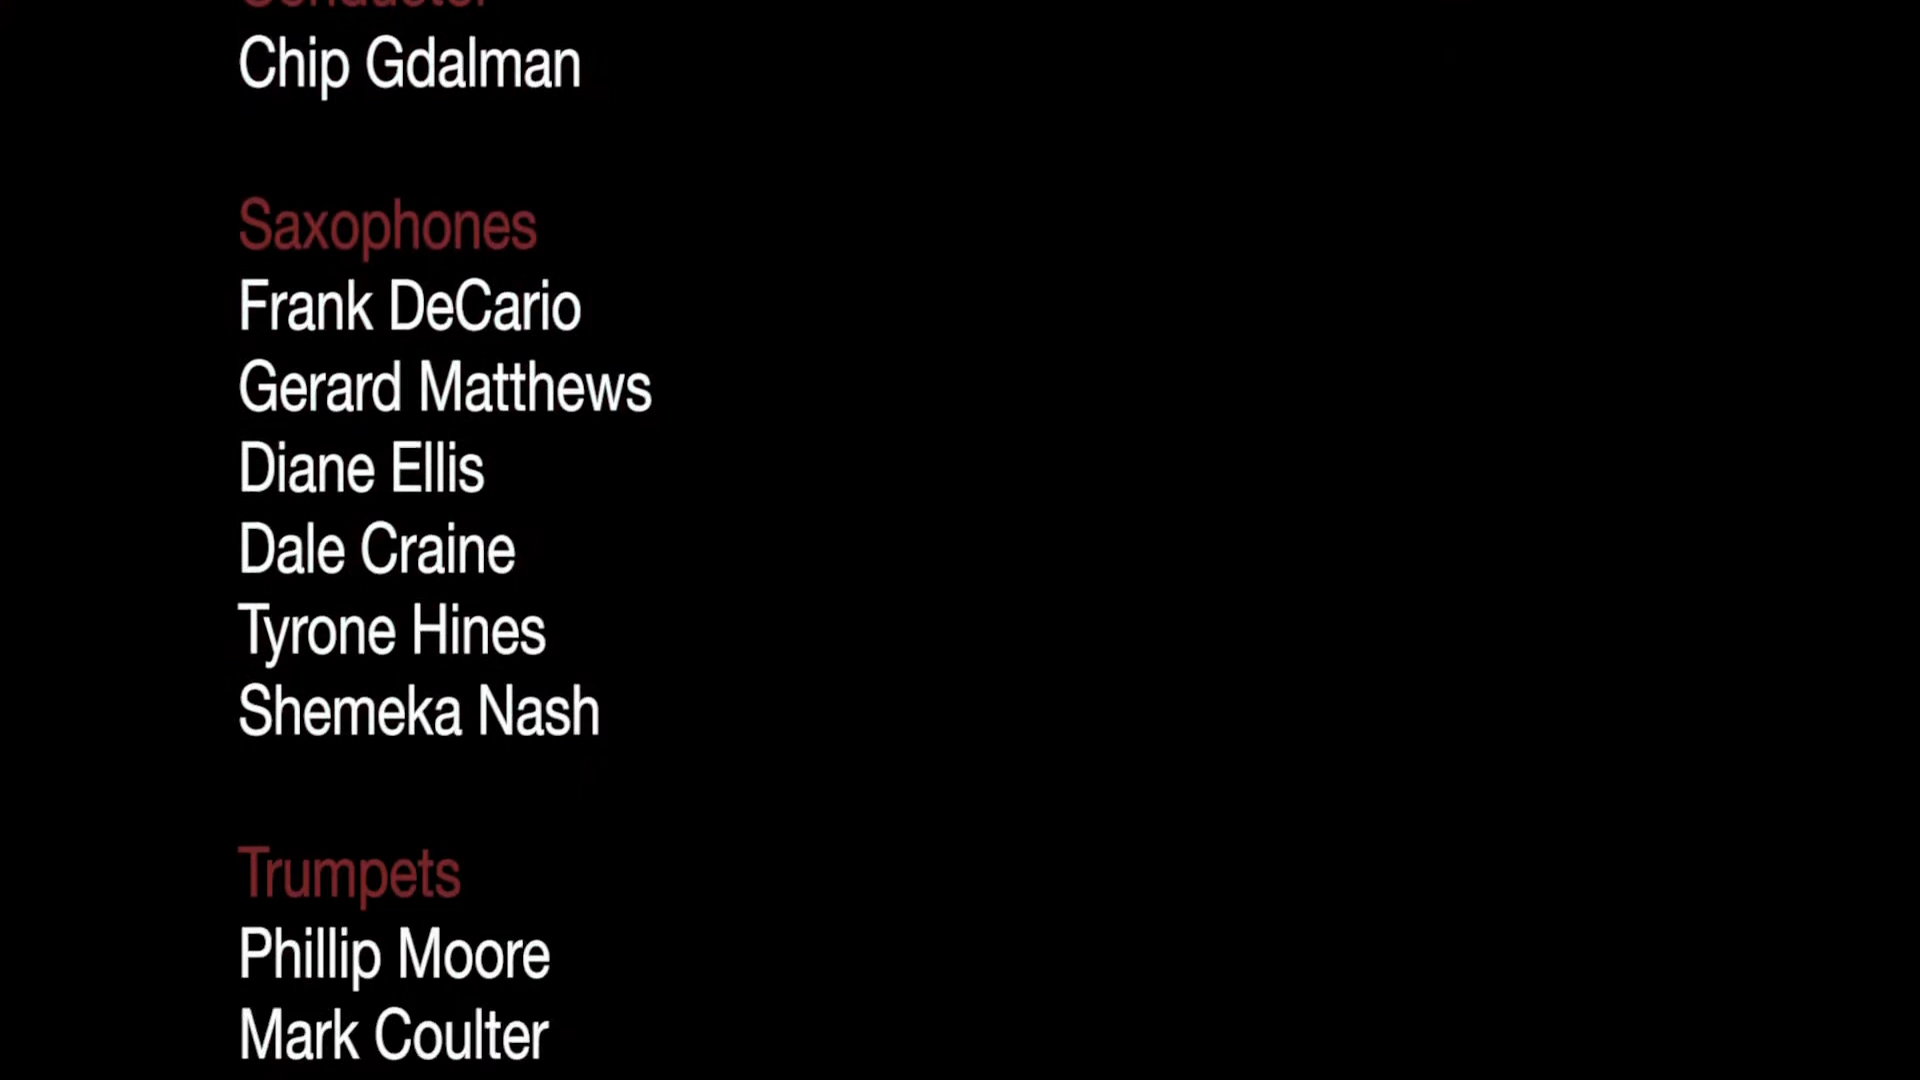 Conductor
Chip Gdalman
Saxophones
Frank DeCario
Gerard Matthews
Diane Ellis
Dale Craine
Tyrone Hines
Shemeka Nash
Trumpets
Phillip Moore
Mark Coulter